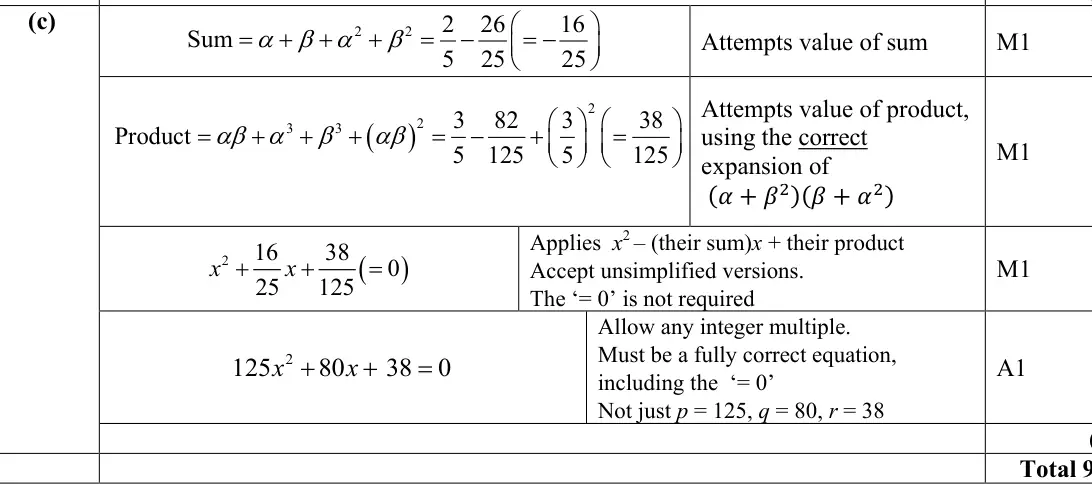 (c)
Sum = α + β + α² + β² = 2/5 − 26/25 (= −16/25)
Attempts value of sum
M1
Product = αβ + α³ + β³ + (αβ)² = 3/5 − 82/125 + (3/5)² (= 38/125)
Attempts value of product,
using the correct
expansion of
(α + β²)(β + α²)
M1
x² + 16/25 x + 38/125 (= 0)
Applies x² – (their sum)x + their product
Accept unsimplified versions.
The ‘= 0’ is not required
M1
125x² + 80x + 38 = 0
Allow any integer multiple.
Must be a fully correct equation,
including the ‘= 0’
Not just p = 125, q = 80, r = 38
A1
(
Total 9